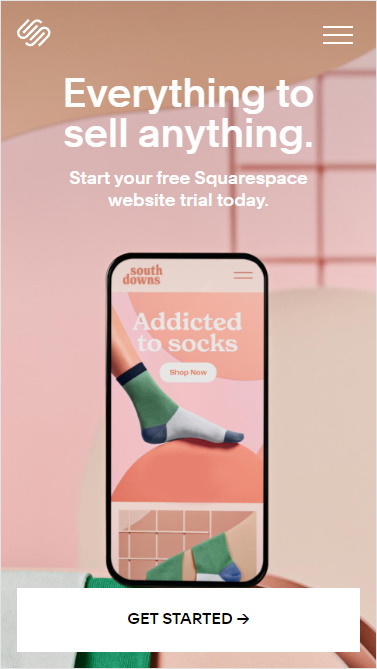 Everything to
sell anything.
Start your free Squarespace
website trial today.
south
downs
Addicted
to socks
Shop Now
GET STARTED →